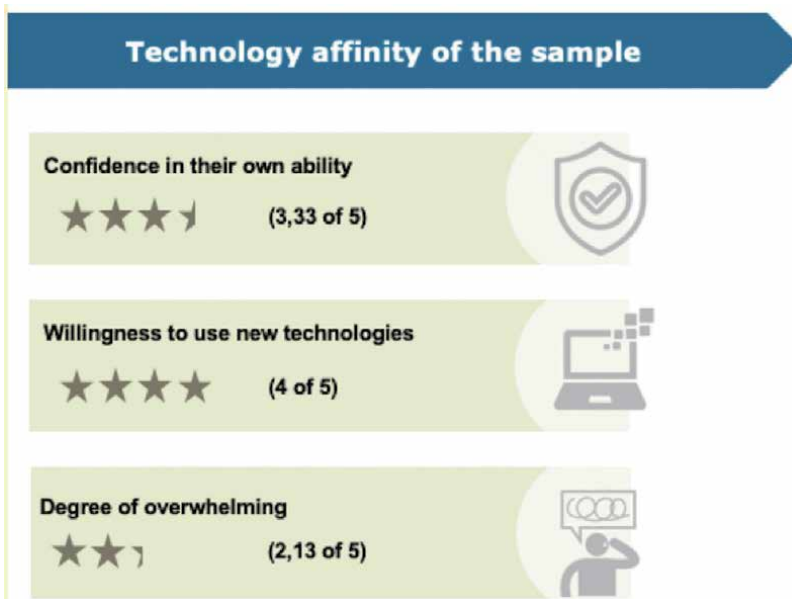 Technology affinity of the sample
Confidence in their own ability
(3,33 of 5)
Willingness to use new technologies
(4 of 5)
Degree of overwhelming
(2,13 of 5)